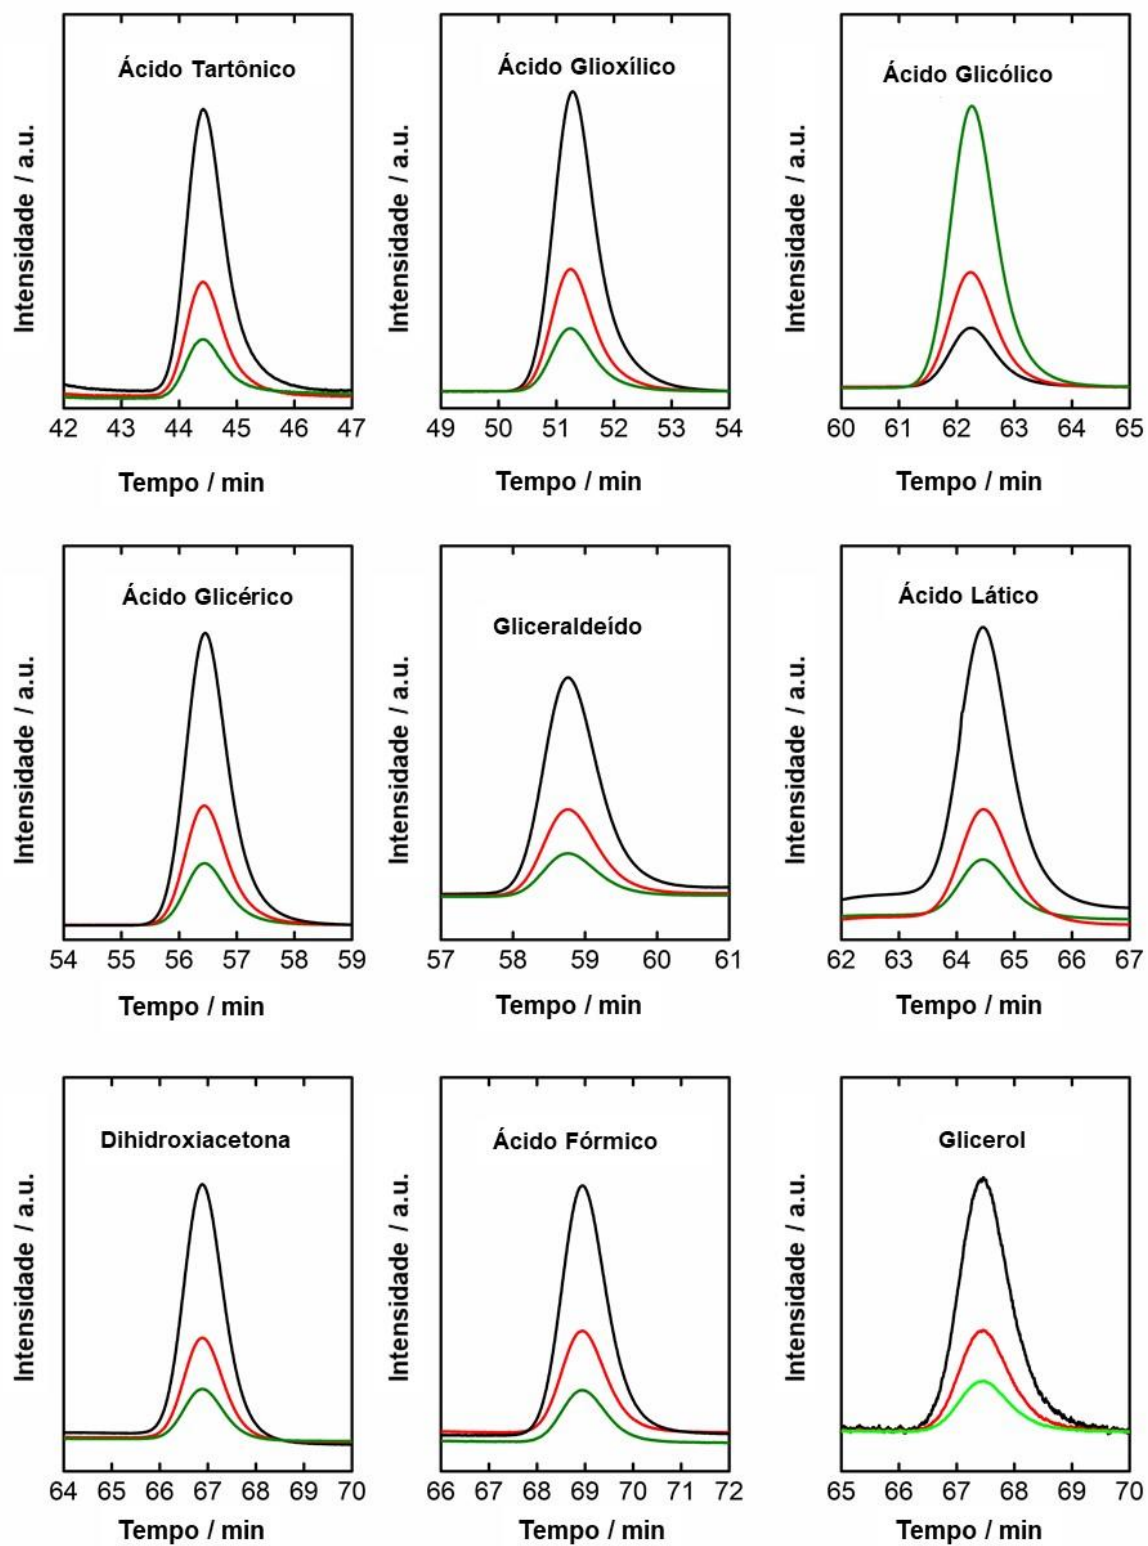 Ácido Tartônico
Ácido Glioxílico
Ácido Glicólico
Intensidade / a.u.
Intensidade / a.u.
Intensidade / a.u.
42 43 44 45 46 47
49 50 51 52 53 54
60 61 62 63 64 65
Tempo / min
Tempo / min
Tempo / min
Ácido Glicérico
Gliceraldeído
Ácido Lático
Intensidade / a.u.
Intensidade / a.u.
Intensidade / a.u.
54 55 56 57 58 59
57 58 59 60 61
62 63 64 65 66 67
Tempo / min
Tempo / min
Tempo / min
Dihidroxiacetona
Ácido Fórmico
Glicerol
Intensidade / a.u.
Intensidade / a.u.
Intensidade / a.u.
64 65 66 67 68 69 70
66 67 68 69 70 71 72
65 66 67 68 69 70
Tempo / min
Tempo / min
Tempo / min